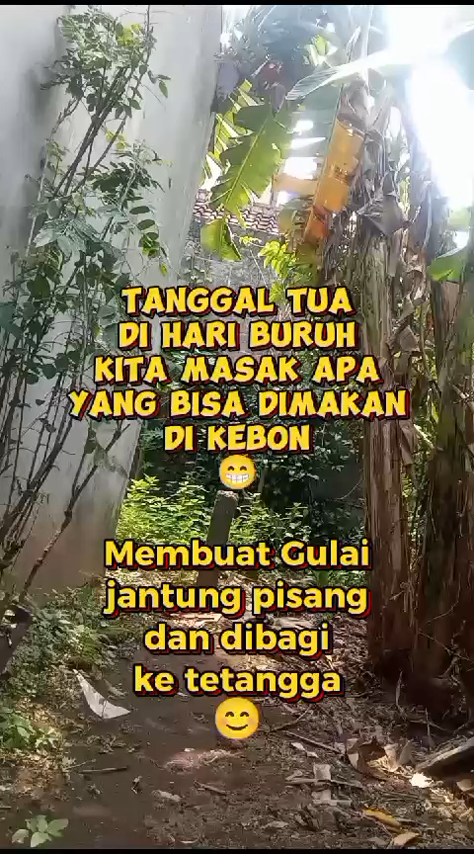 TANGGAL TUA
DI HARI BURUH
KITA MASAK APA
YANG BISA DIMAKAN
DI KEBON
😁
Membuat Gulai
jantung pisang
dan dibagi
ke tetangga
😊